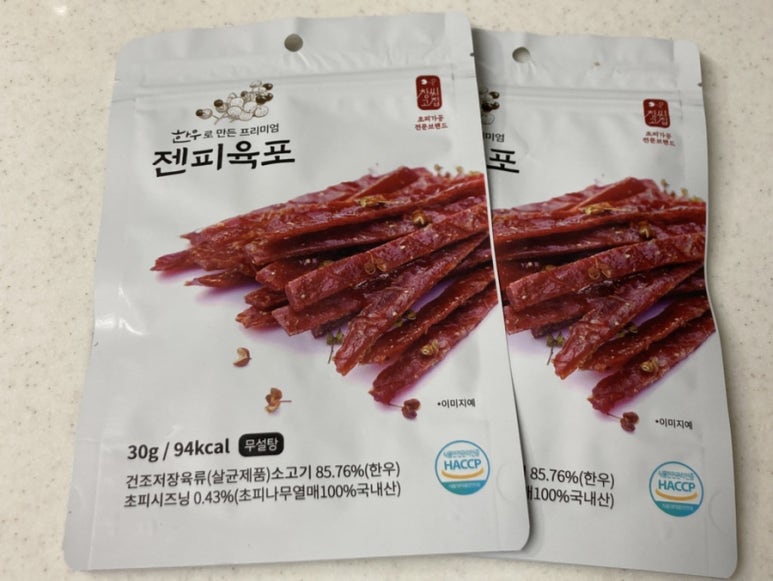 한우로 만든 프리미엄
젠피육포
초피가공
전문브랜드
•이미지예
30g / 94kcal 무설탕
건조저장육류(살균제품)소고기 85.76%(한우)
초피시즈닝 0.43%(초피나무열매100%국내산)
HACCP
엄
포
초피가공
전문브랜드
•이미지예
85.76%(한우)
매100%국내산)
HACCP